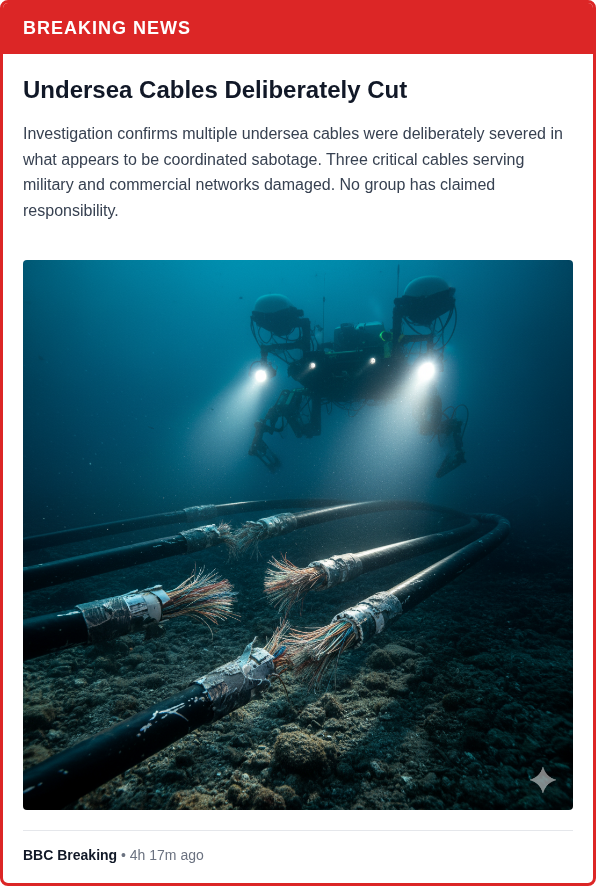 BREAKING NEWS
Undersea Cables Deliberately Cut
Investigation confirms multiple undersea cables were deliberately severed in
what appears to be coordinated sabotage. Three critical cables serving
military and commercial networks damaged. No group has claimed
responsibility.
BBC Breaking • 4h 17m ago